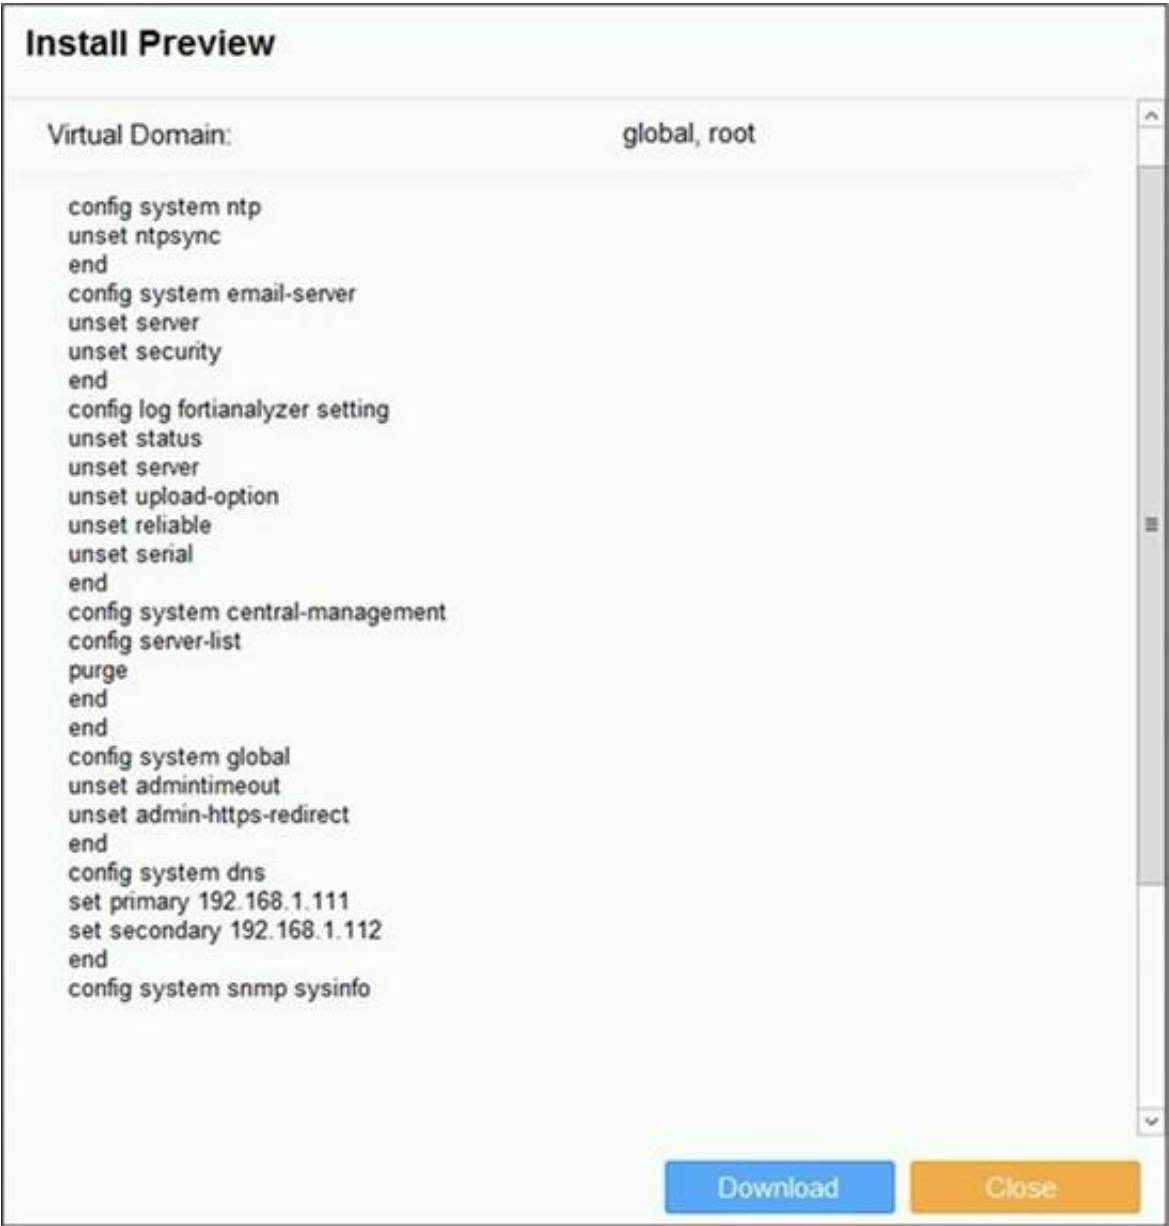 Install Preview
Virtual Domain: global, root
config system ntp
unset ntpsync
end
config system email-server
unset server
unset security
end
config log fortianalyzer setting
unset status
unset server
unset upload-option
unset reliable
unset serial
end
config system central-management
config server-list
purge
end
end
config system global
unset admintimeout
unset admin-https-redirect
end
config system dns
set primary 192.168.1.111
set secondary 192.168.1.112
end
config system snmp sysinfo
Download Close